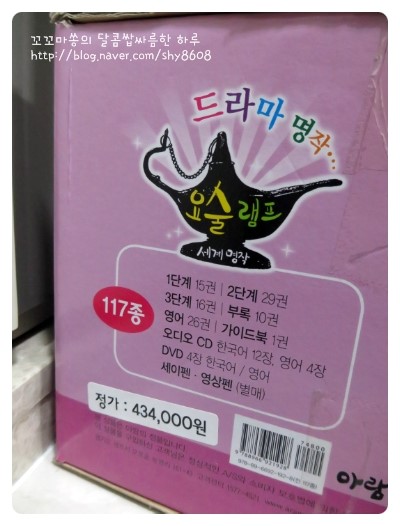 꼬꼬마쏭의 달콤쌉싸름한 하루
http://blog.naver.com/shy8608
드라마 명작...
요술램프
세계 명작
117종
1단계 15권 | 2단계 29권
3단계 16권 | 부록 10권
영어 26권 | 가이드북 1권
오디오 CD 한국어 12장, 영어 4장
DVD 4장 한국어 / 영어
세이펜 · 영상펜 (별매)
정가 : 434,000원
아람